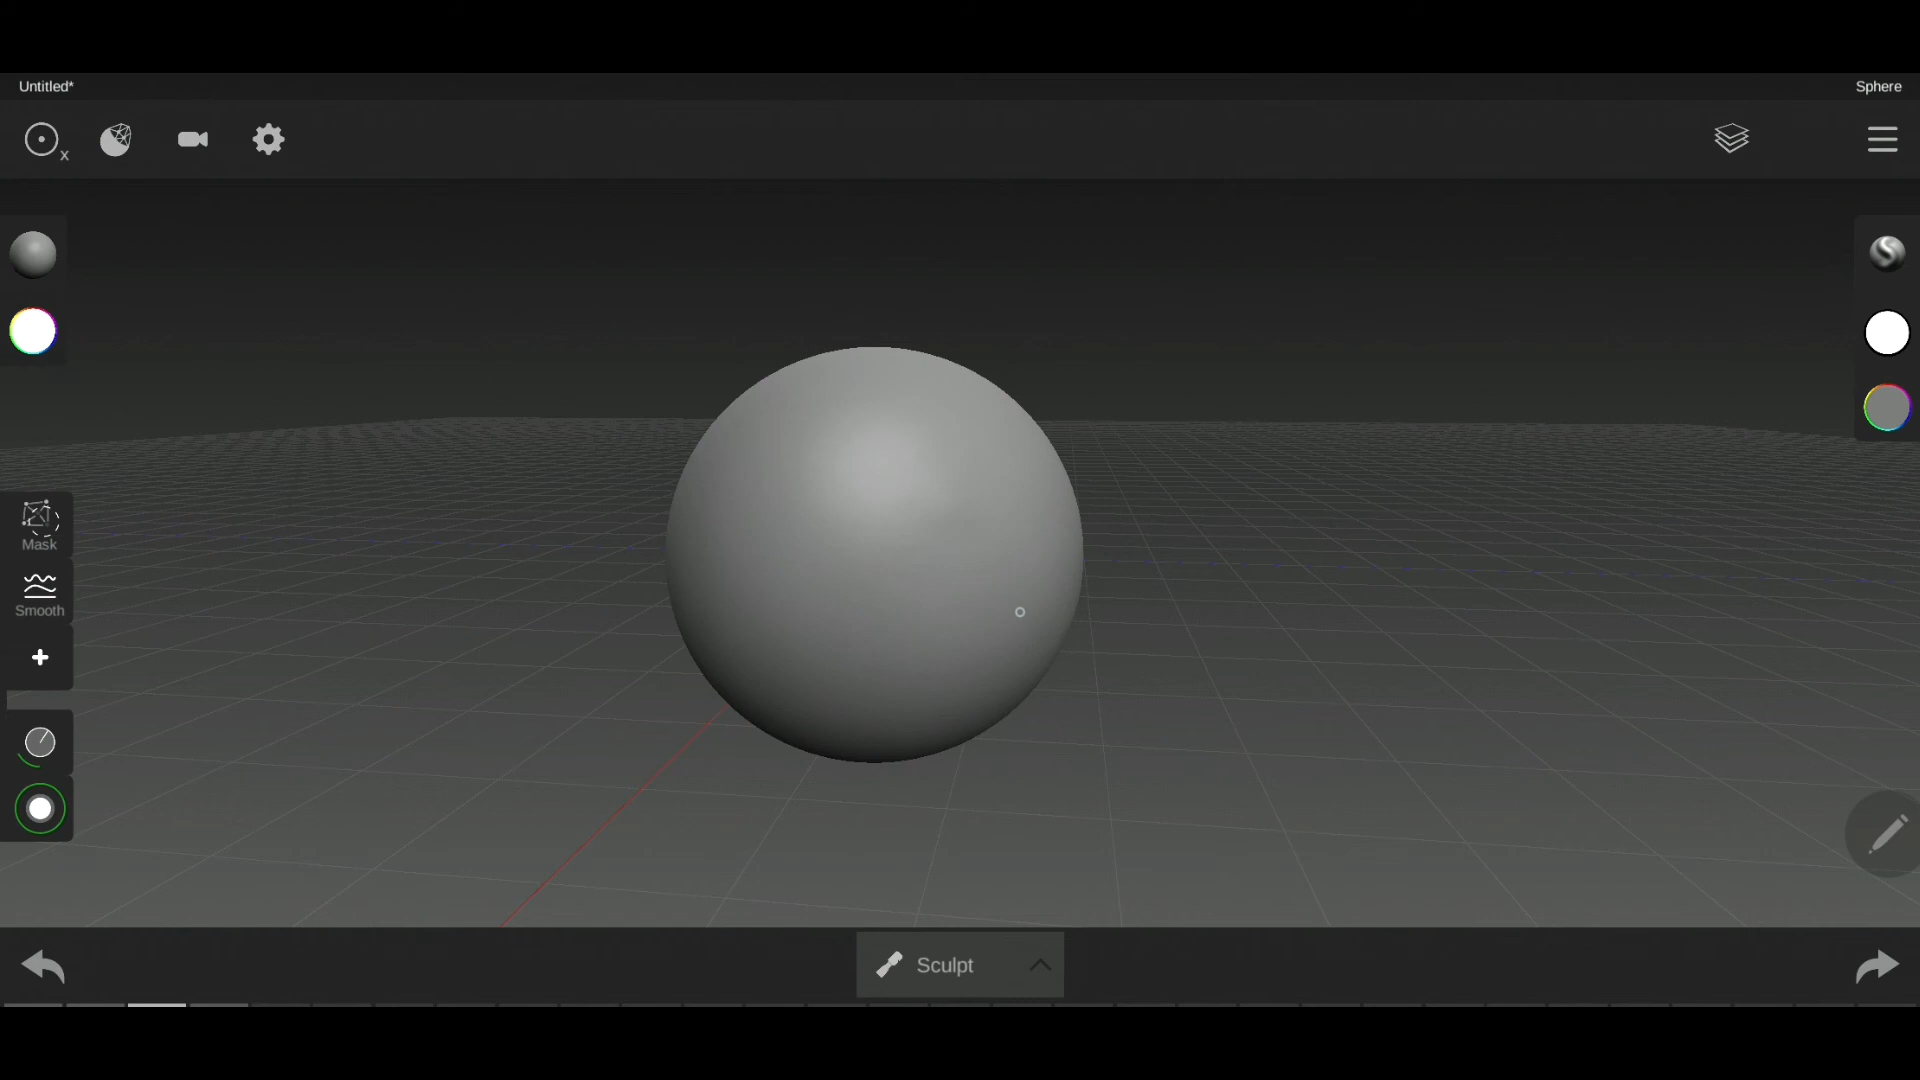 Untitled*
Sphere
x
Mask
Smooth
Sculpt